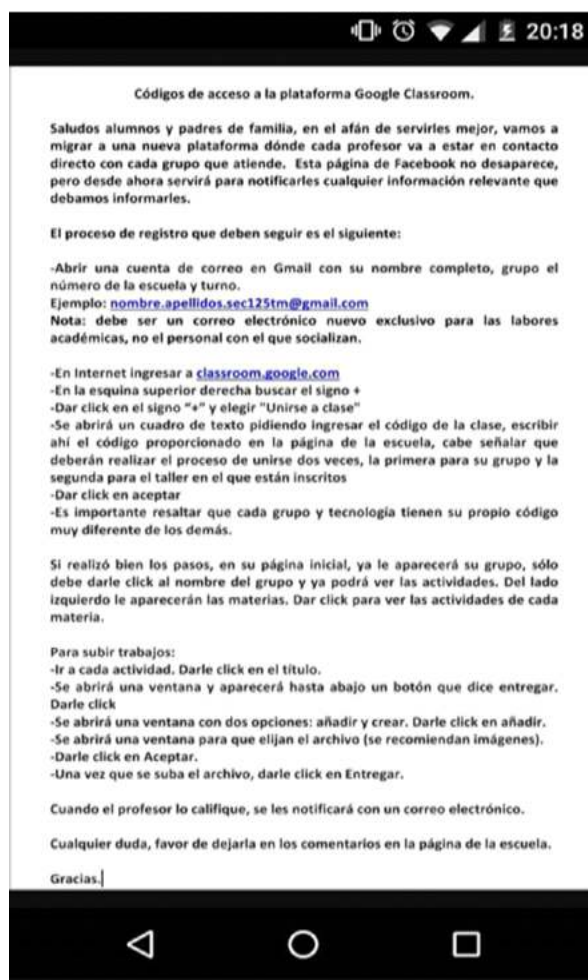 20:18
Códigos de acceso a la plataforma Google Classroom.
Saludos alumnos y padres de familia, en el afán de servirles mejor, vamos a
migrar a una nueva plataforma dónde cada profesor va a estar en contacto
directo con cada grupo que atiende. Esta página de Facebook no desaparece,
pero desde ahora servirá para notificarles cualquier información relevante que
debamos informarles.
El proceso de registro que deben seguir es el siguiente:
-Abrir una cuenta de correo en Gmail con su nombre completo, grupo el
número de la escuela y turno.
Ejemplo: nombre.apellidos.sec125tm@gmail.com
Nota: debe ser un correo electrónico nuevo exclusivo para las labores
académicas, no el personal con el que socializan.
-En Internet ingresar a classroom.google.com
-En la esquina superior derecha buscar el signo +
-Dar click en el signo "+" y elegir "Unirse a clase"
-Se abrirá un cuadro de texto pidiendo ingresar el código de la clase, escribir
ahí el código proporcionado en la página de la escuela, cabe señalar que
deberán realizar el proceso de unirse dos veces, la primera para su grupo y la
segunda para el taller en el que están inscritos
-Dar click en aceptar
-Es importante resaltar que cada grupo y tecnología tienen su propio código
muy diferente de los demás.
Si realizó bien los pasos, en su página inicial, ya le aparecerá su grupo, sólo
debe darle click al nombre del grupo y ya podrá ver las actividades. Del lado
izquierdo le aparecerán las materias. Dar click para ver las actividades de cada
materia.
Para subir trabajos:
-Ir a cada actividad. Darle click en el título.
-Se abrirá una ventana y aparecerá hasta abajo un botón que dice entregar.
Darle click
-Se abrirá una ventana con dos opciones: añadir y crear. Darle click en añadir.
-Se abrirá una ventana para que elijan el archivo (se recomiendan imágenes).
-Darle click en Aceptar.
-Una vez que se suba el archivo, darle click en Entregar.
Cuando el profesor lo califique, se les notificará con un correo electrónico.
Cualquier duda, favor de dejarla en los comentarios en la página de la escuela.
Gracias.